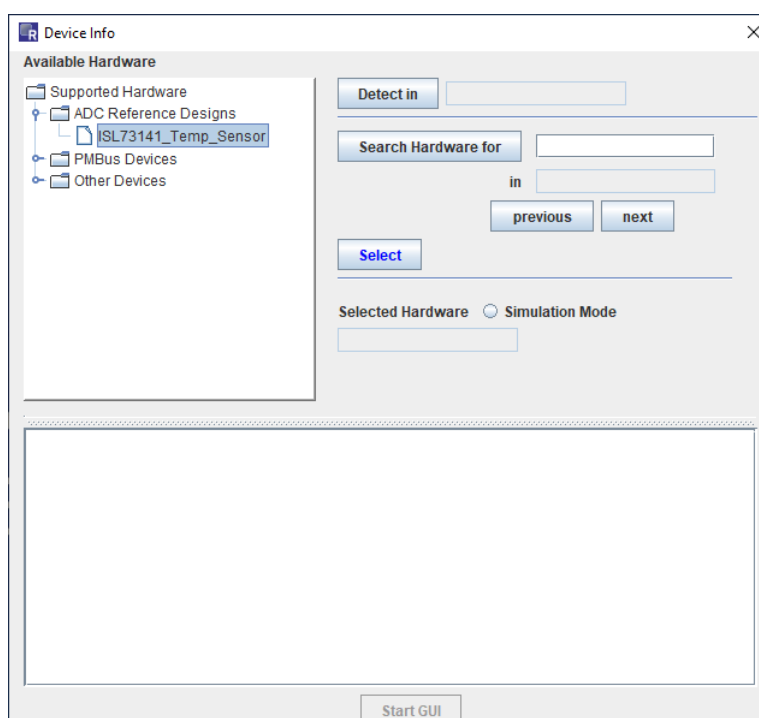 Device Info
Available Hardware
Supported Hardware
ADC Reference Designs
ISL73141_Temp_Sensor
PMBus Devices
Other Devices
Detect in
Search Hardware for
in
previous next
Select
Selected Hardware Simulation Mode
Start GUI